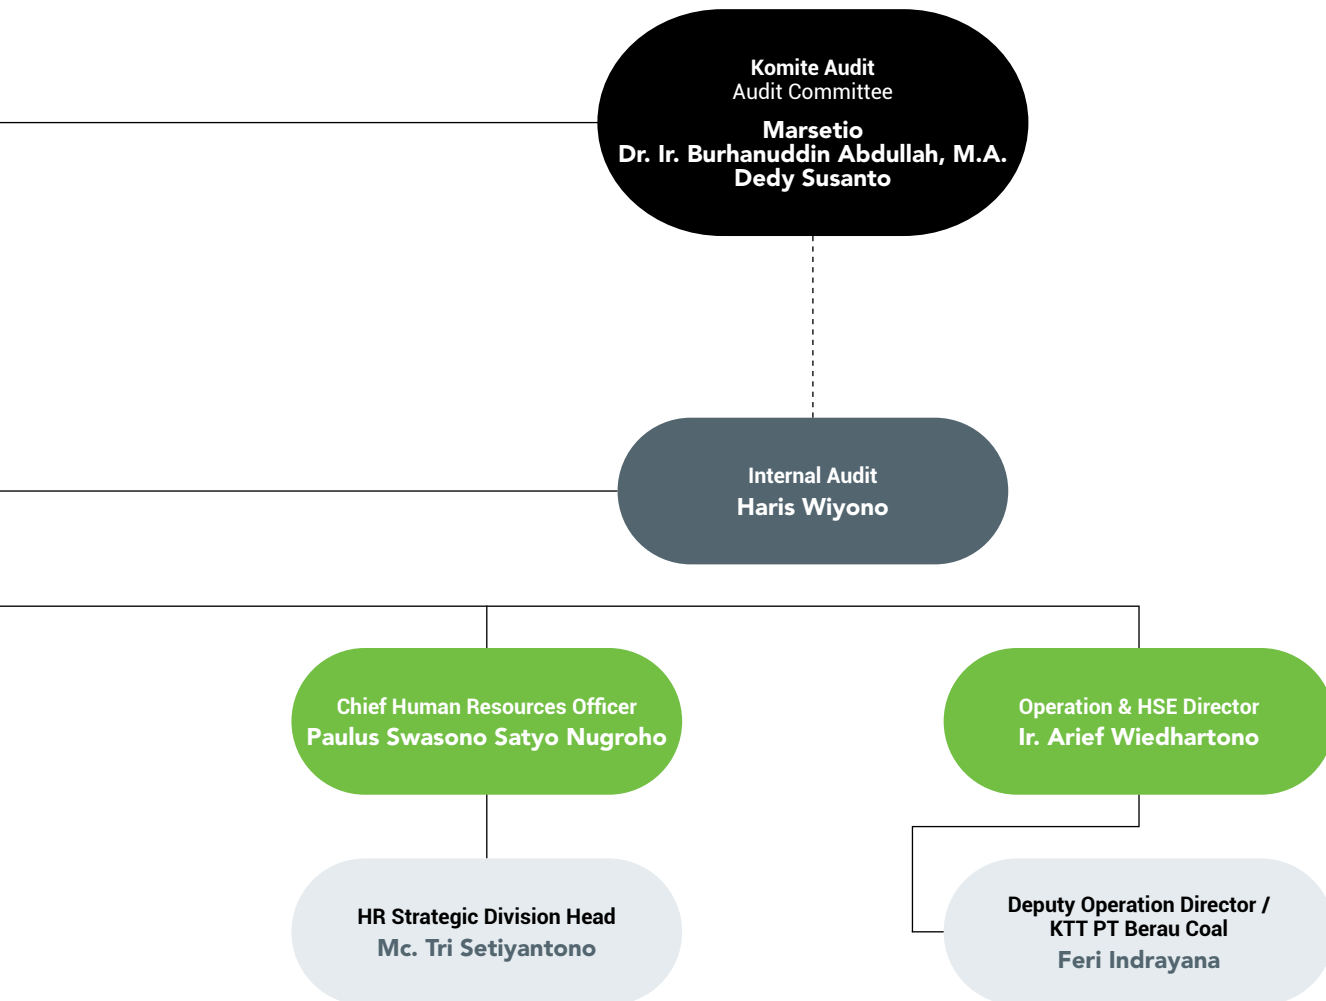 Komite Audit
Audit Committee
Marsetio
Dr. Ir. Burhanuddin Abdullah, M.A.
Dedy Susanto
Internal Audit
Haris Wiyono
Chief Human Resources Officer
Paulus Swasono Satyo Nugroho
Operation & HSE Director
Ir. Arief Wiedhartono
HR Strategic Division Head
Mc. Tri Setiyantono
Deputy Operation Director /
KTT PT Berau Coal
Feri Indrayana